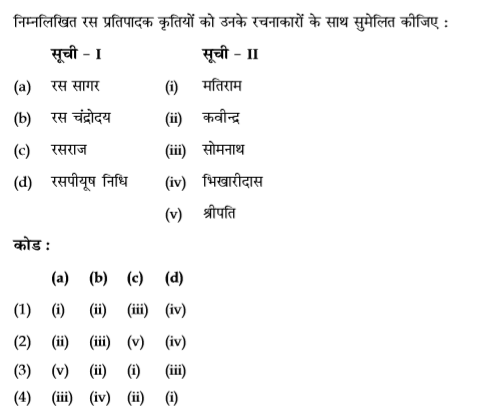 निम्नलिखित रस प्रतिपादक कृतियों को उनके रचनाकारों के साथ सुमेलित कीजिए :
सूची - I सूची - II
(a) रस सागर (i) मतिराम
(b) रस चंद्रोदय (ii) कवीन्द्र
(c) रसराज (iii) सोमनाथ
(d) रसपीयूष निधि (iv) भिखारीदास
(v) श्रीपति
कोड :
(a) (b) (c) (d)
(1) (i) (ii) (iii) (iv)
(2) (ii) (iii) (v) (iv)
(3) (v) (ii) (i) (iii)
(4) (iii) (iv) (ii) (i)